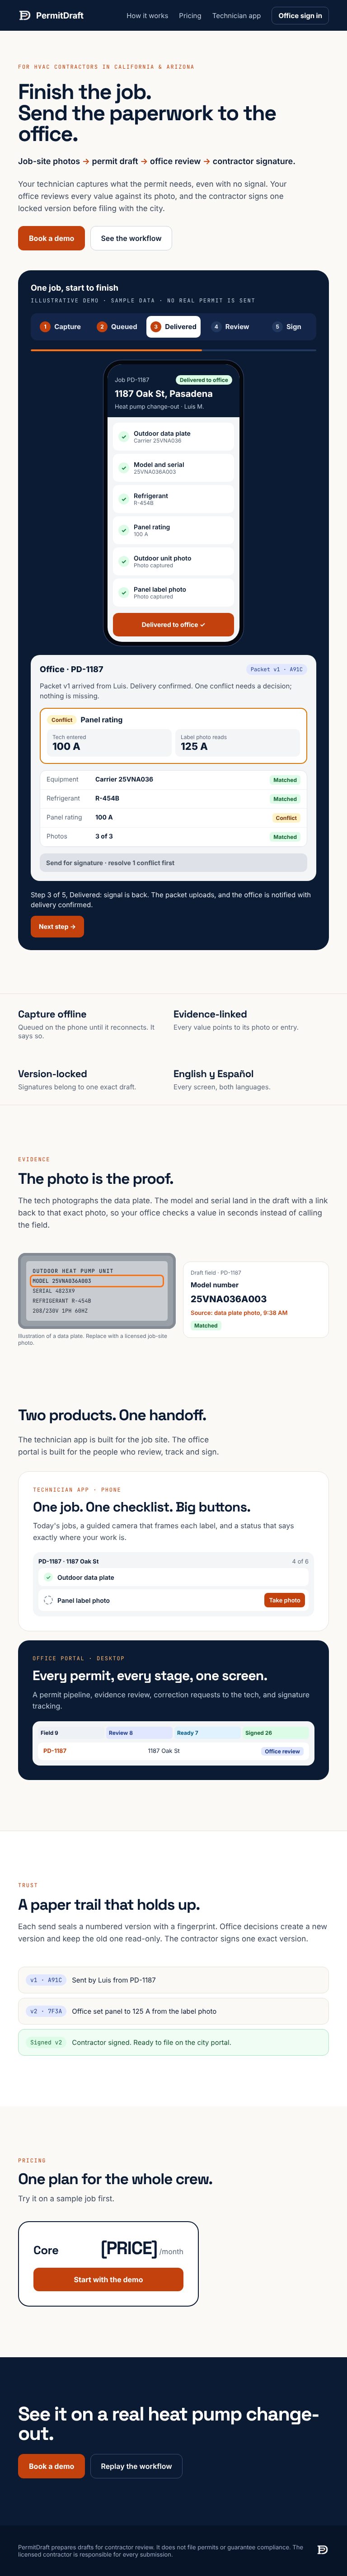 PermitDraft
How it works
Pricing
Technician app
Office sign in
FOR HVAC CONTRACTORS IN CALIFORNIA & ARIZONA
Finish the job.
Send the paperwork to the
office.
Job-site photos → permit draft → office review → contractor signature.
Your technician captures what the permit needs, even with no signal. Your
office reviews every value against its photo, and the contractor signs one
locked version before filing with the city.
Book a demo
See the workflow
One job, start to finish
ILLUSTRATIVE DEMO · SAMPLE DATA · NO REAL PERMIT IS SENT
1 Capture
2 Queued
3 Delivered
4 Review
5 Sign
Job PD-1187
Delivered to office
1187 Oak St, Pasadena
Heat pump change-out · Luis M.
✓ Outdoor data plate
Carrier 25VNA036
✓ Model and serial
25VNA036A003
✓ Refrigerant
R-454B
✓ Panel rating
100 A
✓ Outdoor unit photo
Photo captured
✓ Panel label photo
Photo captured
Delivered to office ✓
Office · PD-1187
Packet v1 · A91C
Packet v1 arrived from Luis. Delivery confirmed. One conflict needs a decision;
nothing is missing.
Conflict Panel rating
Tech entered
100 A
Label photo reads
125 A
Equipment Carrier 25VNA036 Matched
Refrigerant R-454B Matched
Panel rating 100 A Conflict
Photos 3 of 3 Matched
Send for signature · resolve 1 conflict first
Step 3 of 5, Delivered: signal is back. The packet uploads, and the office is notified with
delivery confirmed.
Next step →
Capture offline
Queued on the phone until it reconnects. It
says so.
Evidence-linked
Every value points to its photo or entry.
Version-locked
Signatures belong to one exact draft.
English y Español
Every screen, both languages.
EVIDENCE
The photo is the proof.
The tech photographs the data plate. The model and serial land in the draft with a link
back to that exact photo, so your office checks a value in seconds instead of calling
the field.
OUTDOOR HEAT PUMP UNIT
MODEL 25VNA036A003
SERIAL 4823X9
REFRIGERANT R-454B
208/230V 1PH 60HZ
Illustration of a data plate. Replace with a licensed job-site
photo.
Draft field · PD-1187
Model number
25VNA036A003
Source: data plate photo, 9:38 AM
Matched
Two products. One handoff.
The technician app is built for the job site. The office
portal is built for the people who review, track and sign.
TECHNICIAN APP · PHONE
One job. One checklist. Big buttons.
Today's jobs, a guided camera that frames each label, and a status that says
exactly where your work is.
PD-1187 · 1187 Oak St 4 of 6
✓ Outdoor data plate
Panel label photo Take photo
OFFICE PORTAL · DESKTOP
Every permit, every stage, one screen.
A permit pipeline, evidence review, correction requests to the tech, and signature
tracking.
Field 9 Review 8 Ready 7 Signed 26
PD-1187 1187 Oak St Office review
TRUST
A paper trail that holds up.
Each send seals a numbered version with a fingerprint. Office decisions create a new
version and keep the old one read-only. The contractor signs one exact version.
v1 · A91C Sent by Luis from PD-1187
v2 · 7F3A Office set panel to 125 A from the label photo
Signed v2 Contractor signed. Ready to file on the city portal.
PRICING
One plan for the whole crew.
Try it on a sample job first.
Core [PRICE] /month
Start with the demo
See it on a real heat pump change-
out.
Book a demo
Replay the workflow
PermitDraft prepares drafts for contractor review. It does not file permits or guarantee compliance. The
licensed contractor is responsible for every submission.